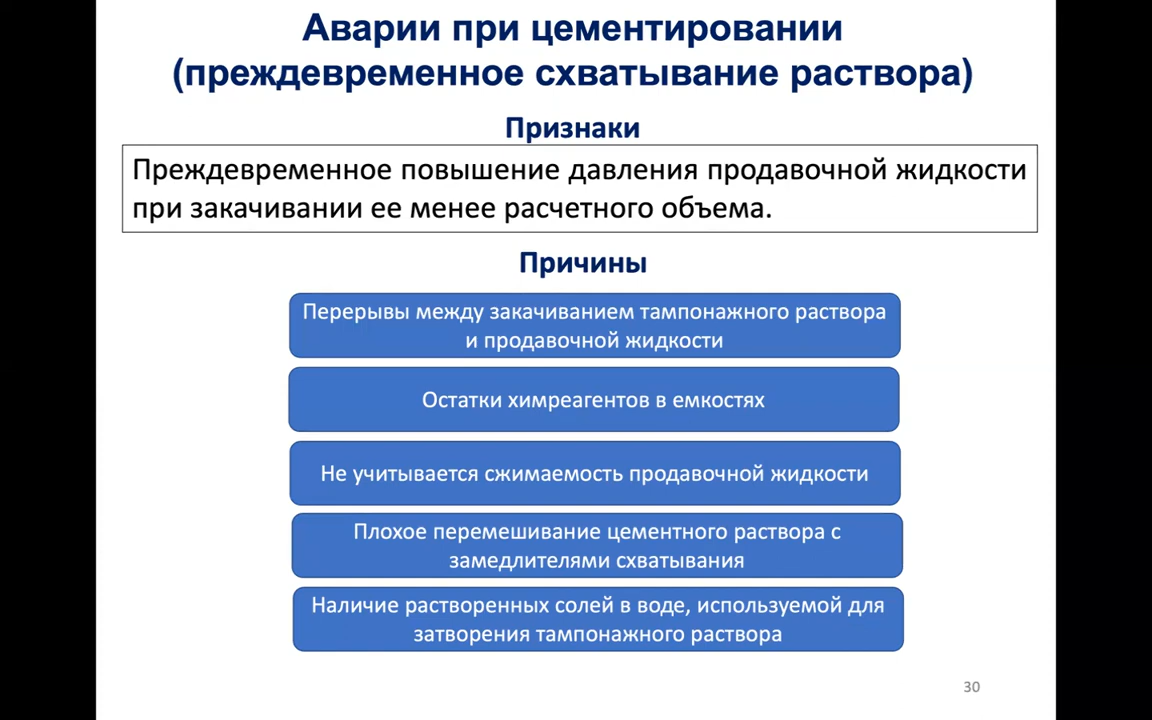 Аварии при цементировании
(преждевременное схватывание раствора)
Признаки
Преждевременное повышение давления продавочной жидкости
при закачивании ее менее расчетного объема.
Причины
Перерывы между закачиванием тампонажного раствора
и продавочной жидкости
Остатки химреагентов в емкостях
Не учитывается сжимаемость продавочной жидкости
Плохое перемешивание цементного раствора с
замедлителями схватывания
Наличие растворенных солей в воде, используемой для
затворения тампонажного раствора
30